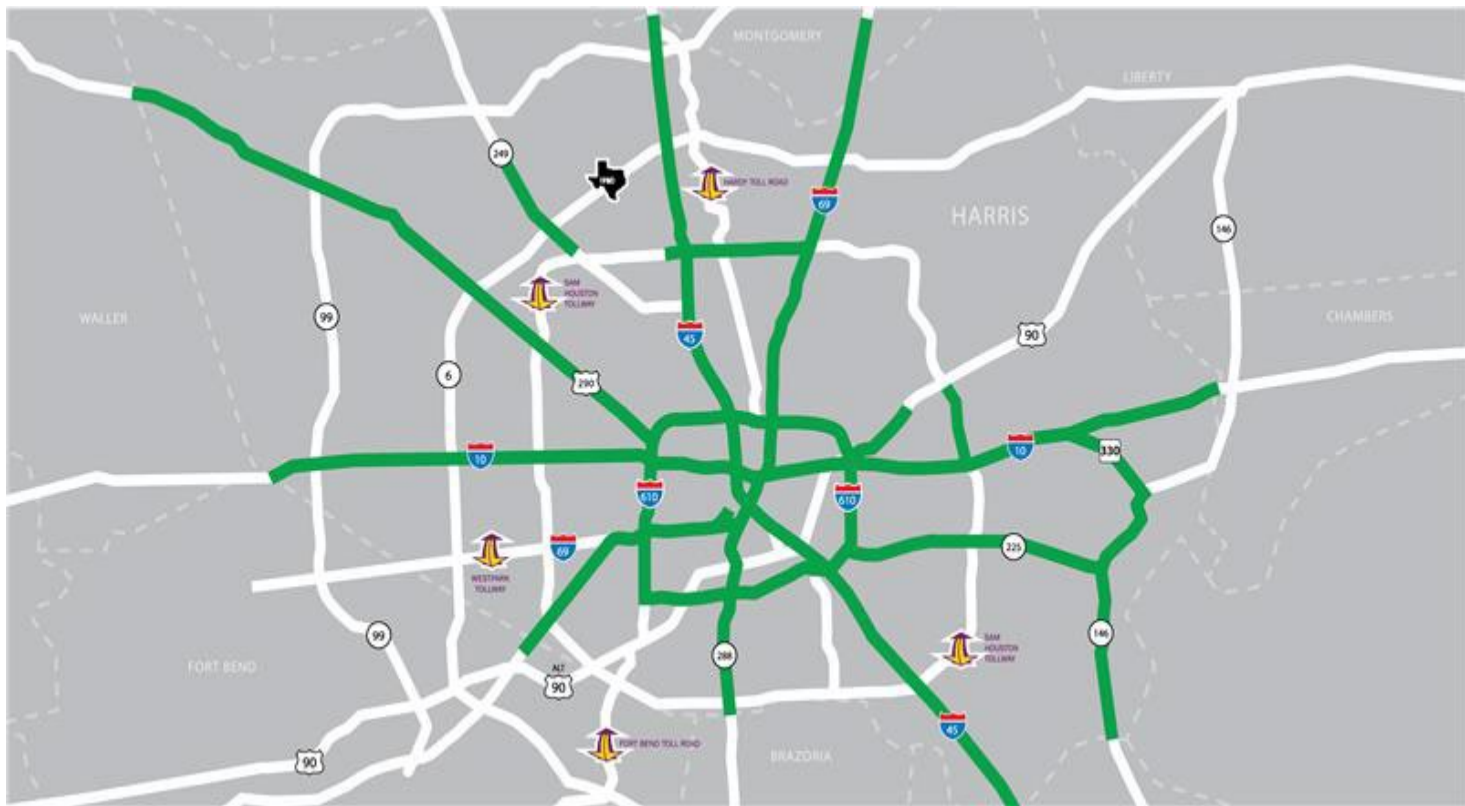 MONTGOMERY
LIBERTY
249
HARDY TOLL ROAD
69
HARRIS
146
SAM
HOUSTON
TOLLWAY
WALLER
99
CHAMBERS
45
90
6
290
10
10
330
610
610
69
225
WESTPARK
TOLLWAY
99
146
SAM
HOUSTON
TOLLWAY
FORT BEND
288
ALT
90
45
FORT BEND TOLL ROAD
BRAZORIA
90